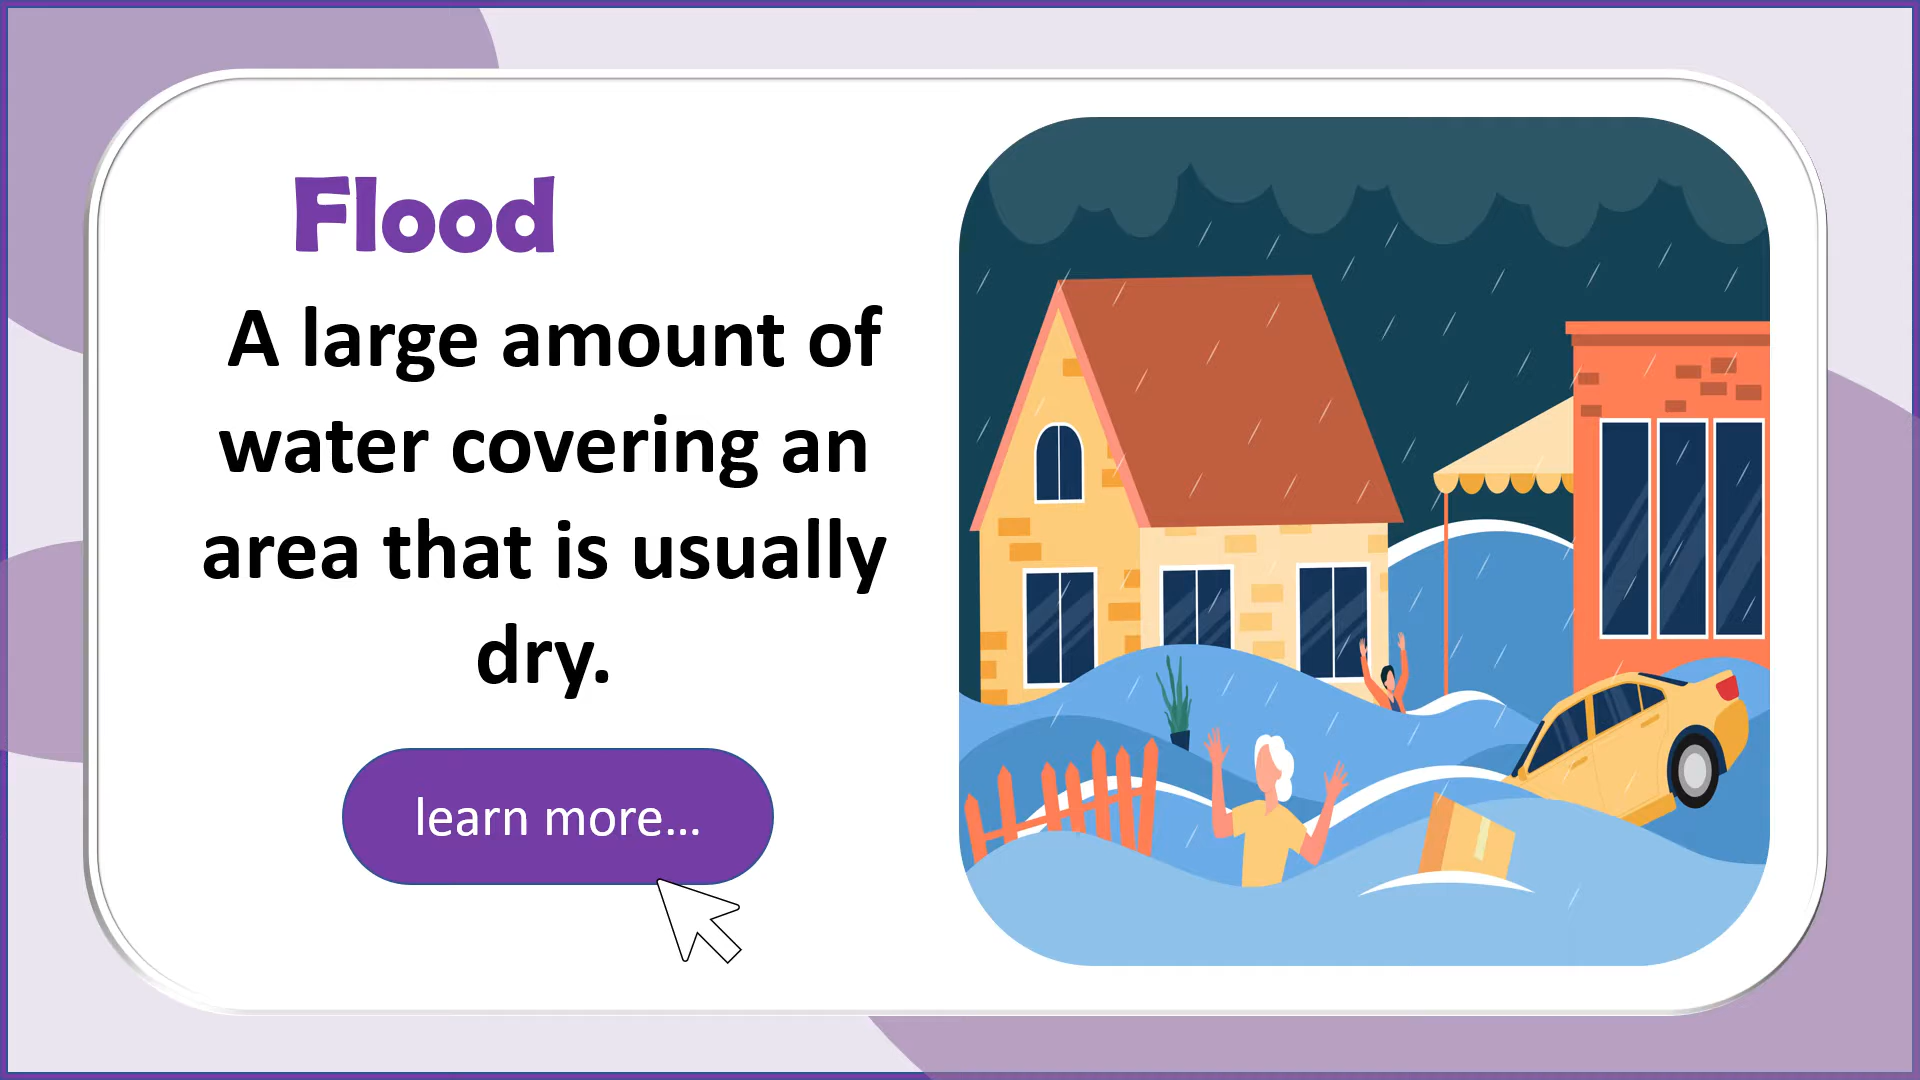 Flood
A large amount of
water covering an
area that is usually
dry.
learn more...